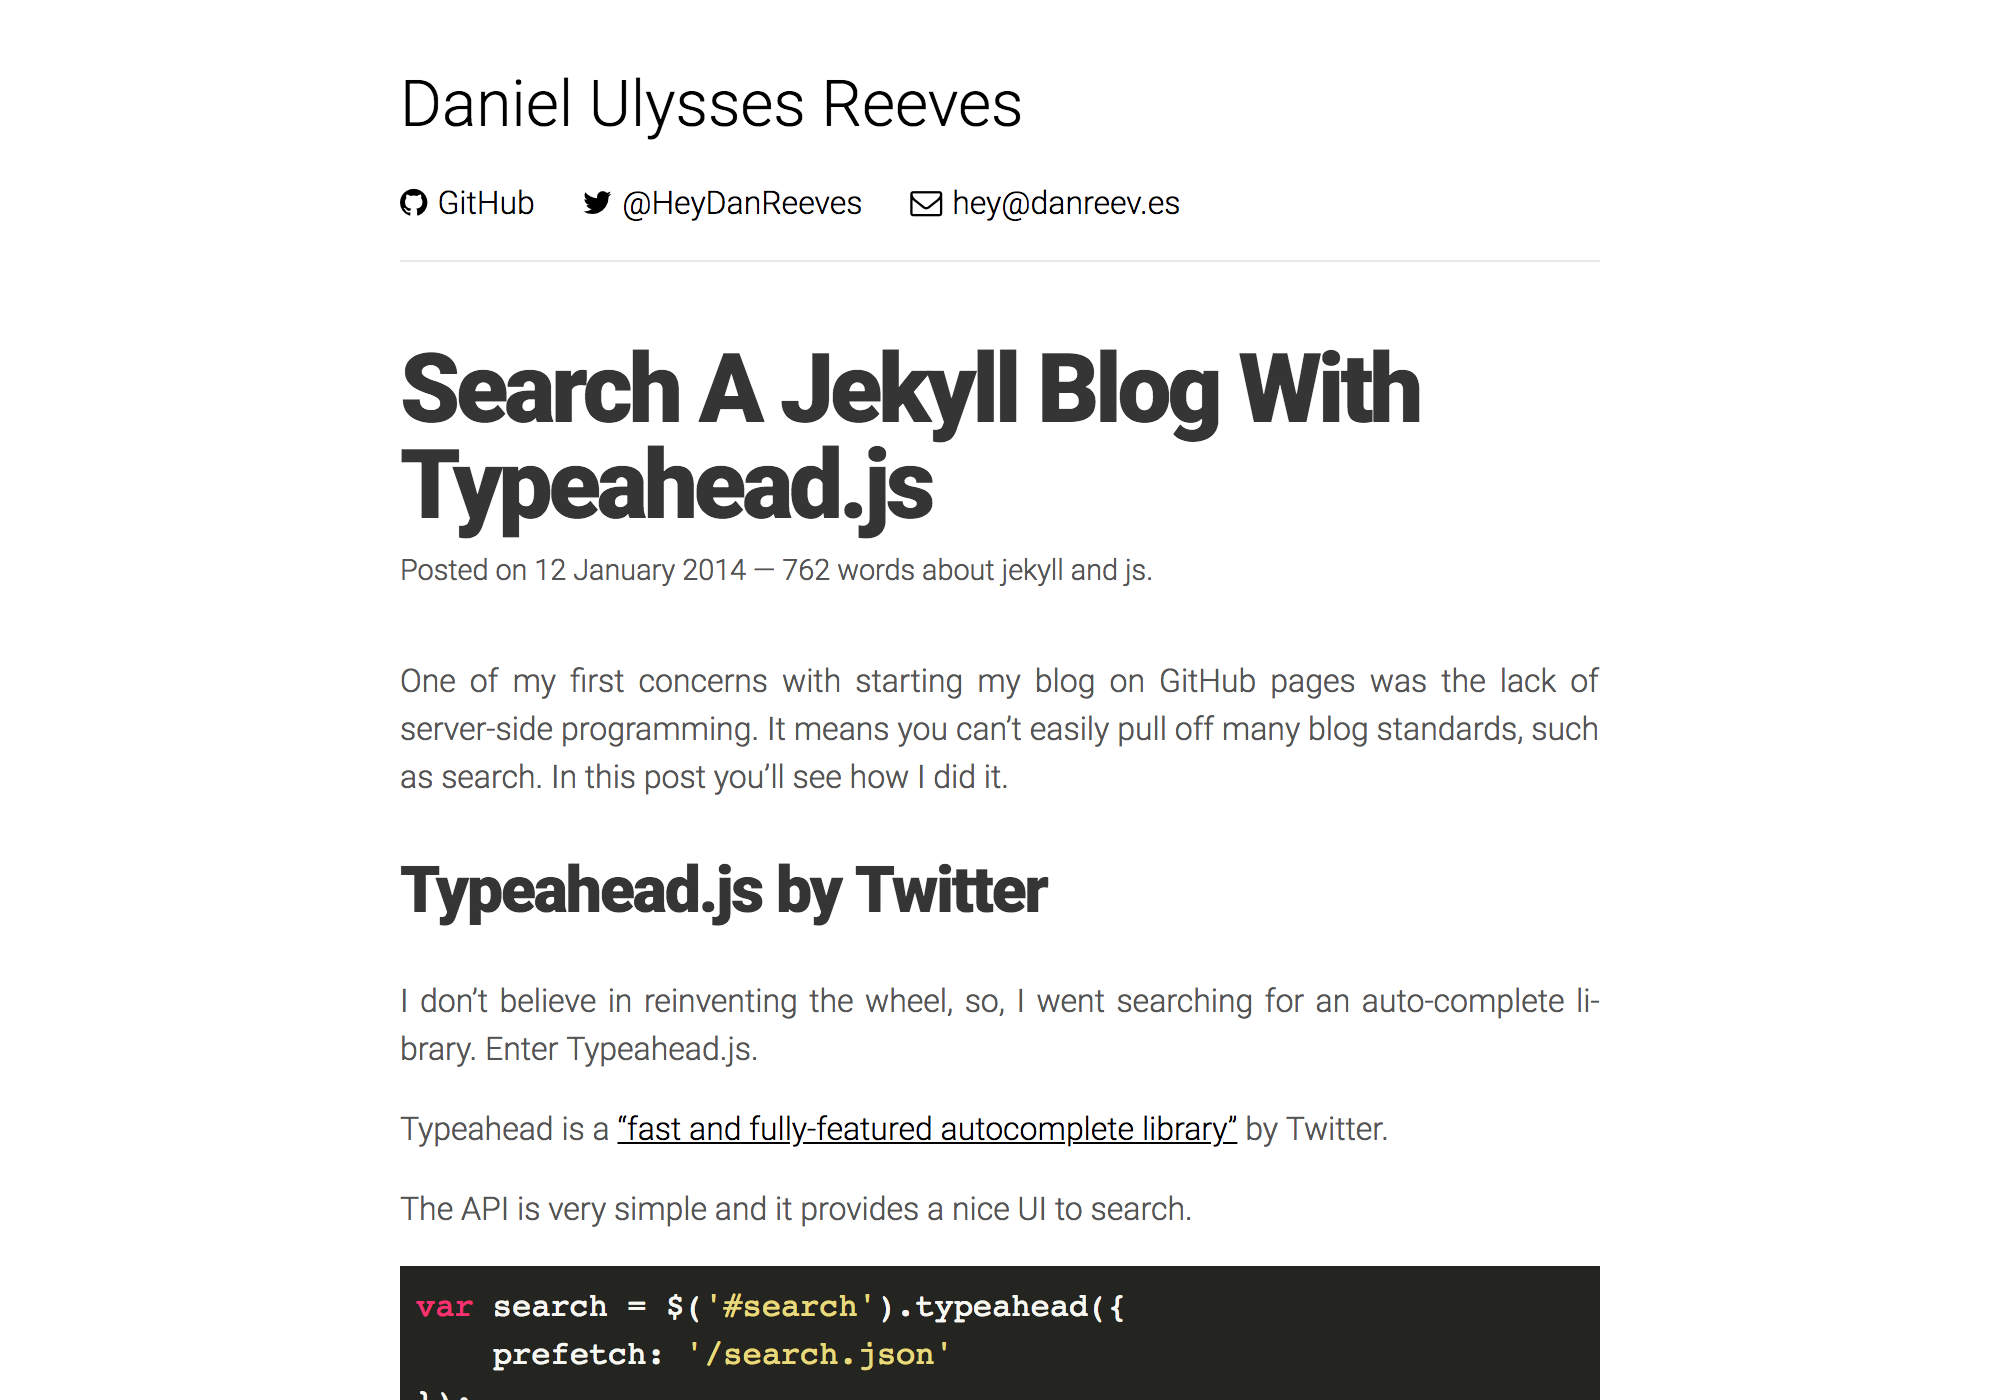 Daniel Ulysses Reeves
GitHub @HeyDanReeves hey@danreev.es
Search A Jekyll Blog With
Typeahead.js
Posted on 12 January 2014 — 762 words about jekyll and js.
One of my first concerns with starting my blog on GitHub pages was the lack of
server-side programming. It means you can’t easily pull off many blog standards, such
as search. In this post you’ll see how I did it.
Typeahead.js by Twitter
I don’t believe in reinventing the wheel, so, I went searching for an auto-complete li-
brary. Enter Typeahead.js.
Typeahead is a “fast and fully-featured autocomplete library” by Twitter.
The API is very simple and it provides a nice UI to search.
var search = $('#search').typeahead({
    prefetch: '/search.json'
});